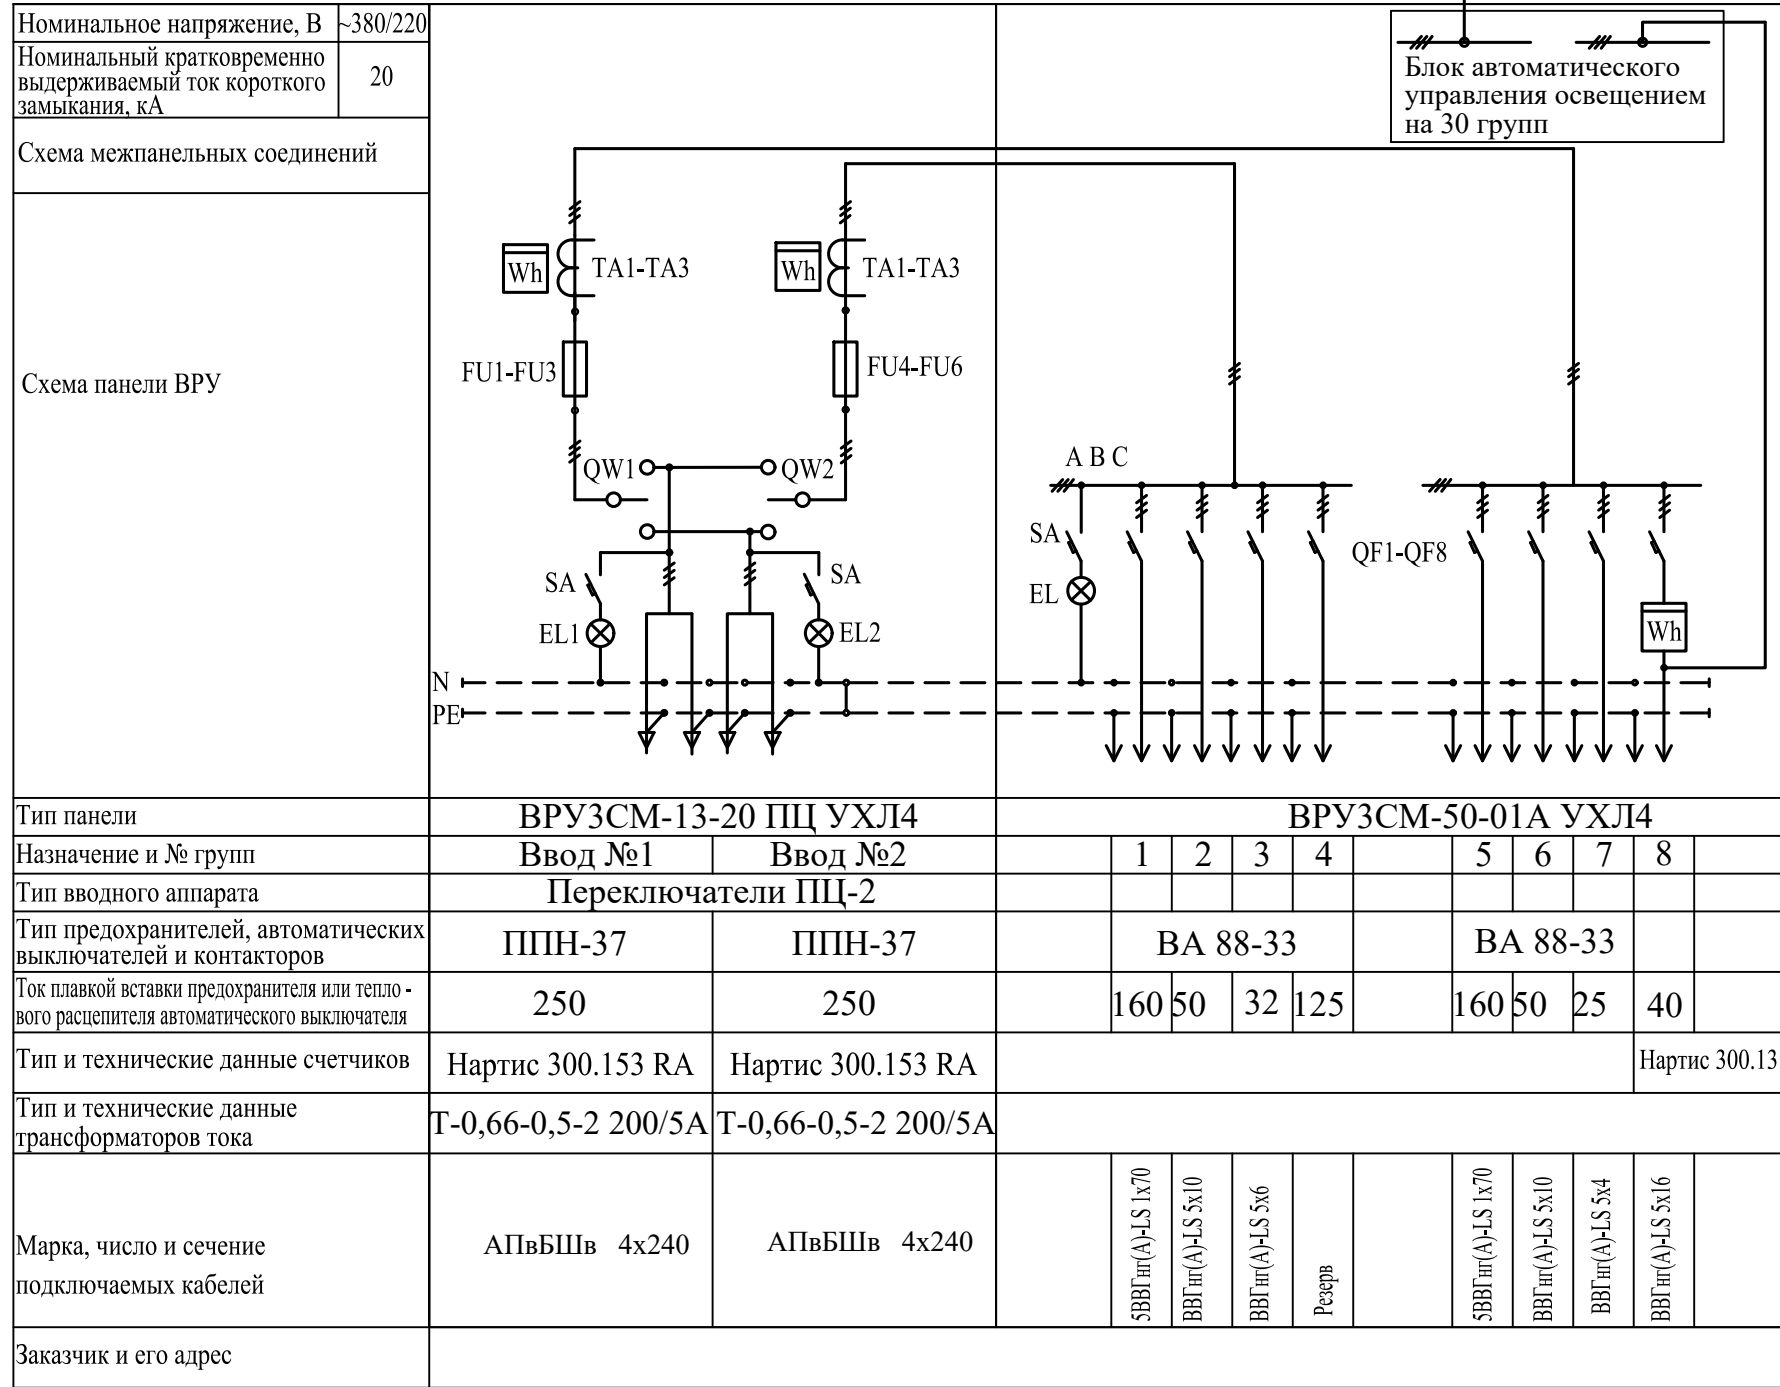 Номинальное напряжение, В ~380/220
Номинальный кратковременно
выдерживаемый ток короткого
замыкания, кА
20
Схема межпанельных соединений
Схема панели ВРУ
Блок автоматического
управления освещением
на 30 групп
Wh TA1-TA3 Wh TA1-TA3
FU1-FU3 FU4-FU6
QW1 QW2
A B C
SA QF1-QF8
SA SA
EL
EL1 EL2
Wh
N
PE
Тип панели ВРУ3СМ-13-20 ПЦ УХЛ4 ВРУ3СМ-50-01А УХЛ4
Назначение и № групп Ввод №1 Ввод №2 1 2 3 4 5 6 7 8
Тип вводного аппарата Переключатели ПЦ-2
Тип предохранителей, автоматических
выключателей и контакторов
ППН-37 ППН-37 ВА 88-33 ВА 88-33
Ток плавкой вставки предохранителя или тепло -
вого расцепителя автоматического выключателя
250 250 160 50 32 125 160 50 25 40
Тип и технические данные счетчиков Нартис 300.153 RA Нартис 300.153 RA Нартис 300.13
Тип и технические данные
трансформаторов тока
Т-0,66-0,5-2 200/5А Т-0,66-0,5-2 200/5А
Марка, число и сечение
подключаемых кабелей
АПвБШв 4х240 АПвБШв 4х240
5ВВГнг(А)-LS 1х70
ВВГнг(А)-LS 5х10
ВВГнг(А)-LS 5х6
Резерв
5ВВГнг(А)-LS 1х70
ВВГнг(А)-LS 5х10
ВВГнг(А)-LS 5х4
ВВГнг(А)-LS 5х16
Заказчик и его адрес